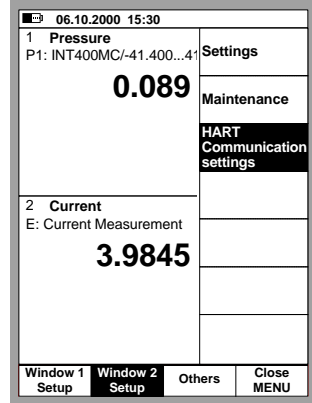 06.10.2000 15:30
1 Pressure
P1: INT400MC/-41.400...41
0.089
2 Current
E: Current Measurement
3.9845
Settings
Maintenance
HART
Communication
settings
Window 1
Setup
Window 2
Setup
Others
Close
MENU